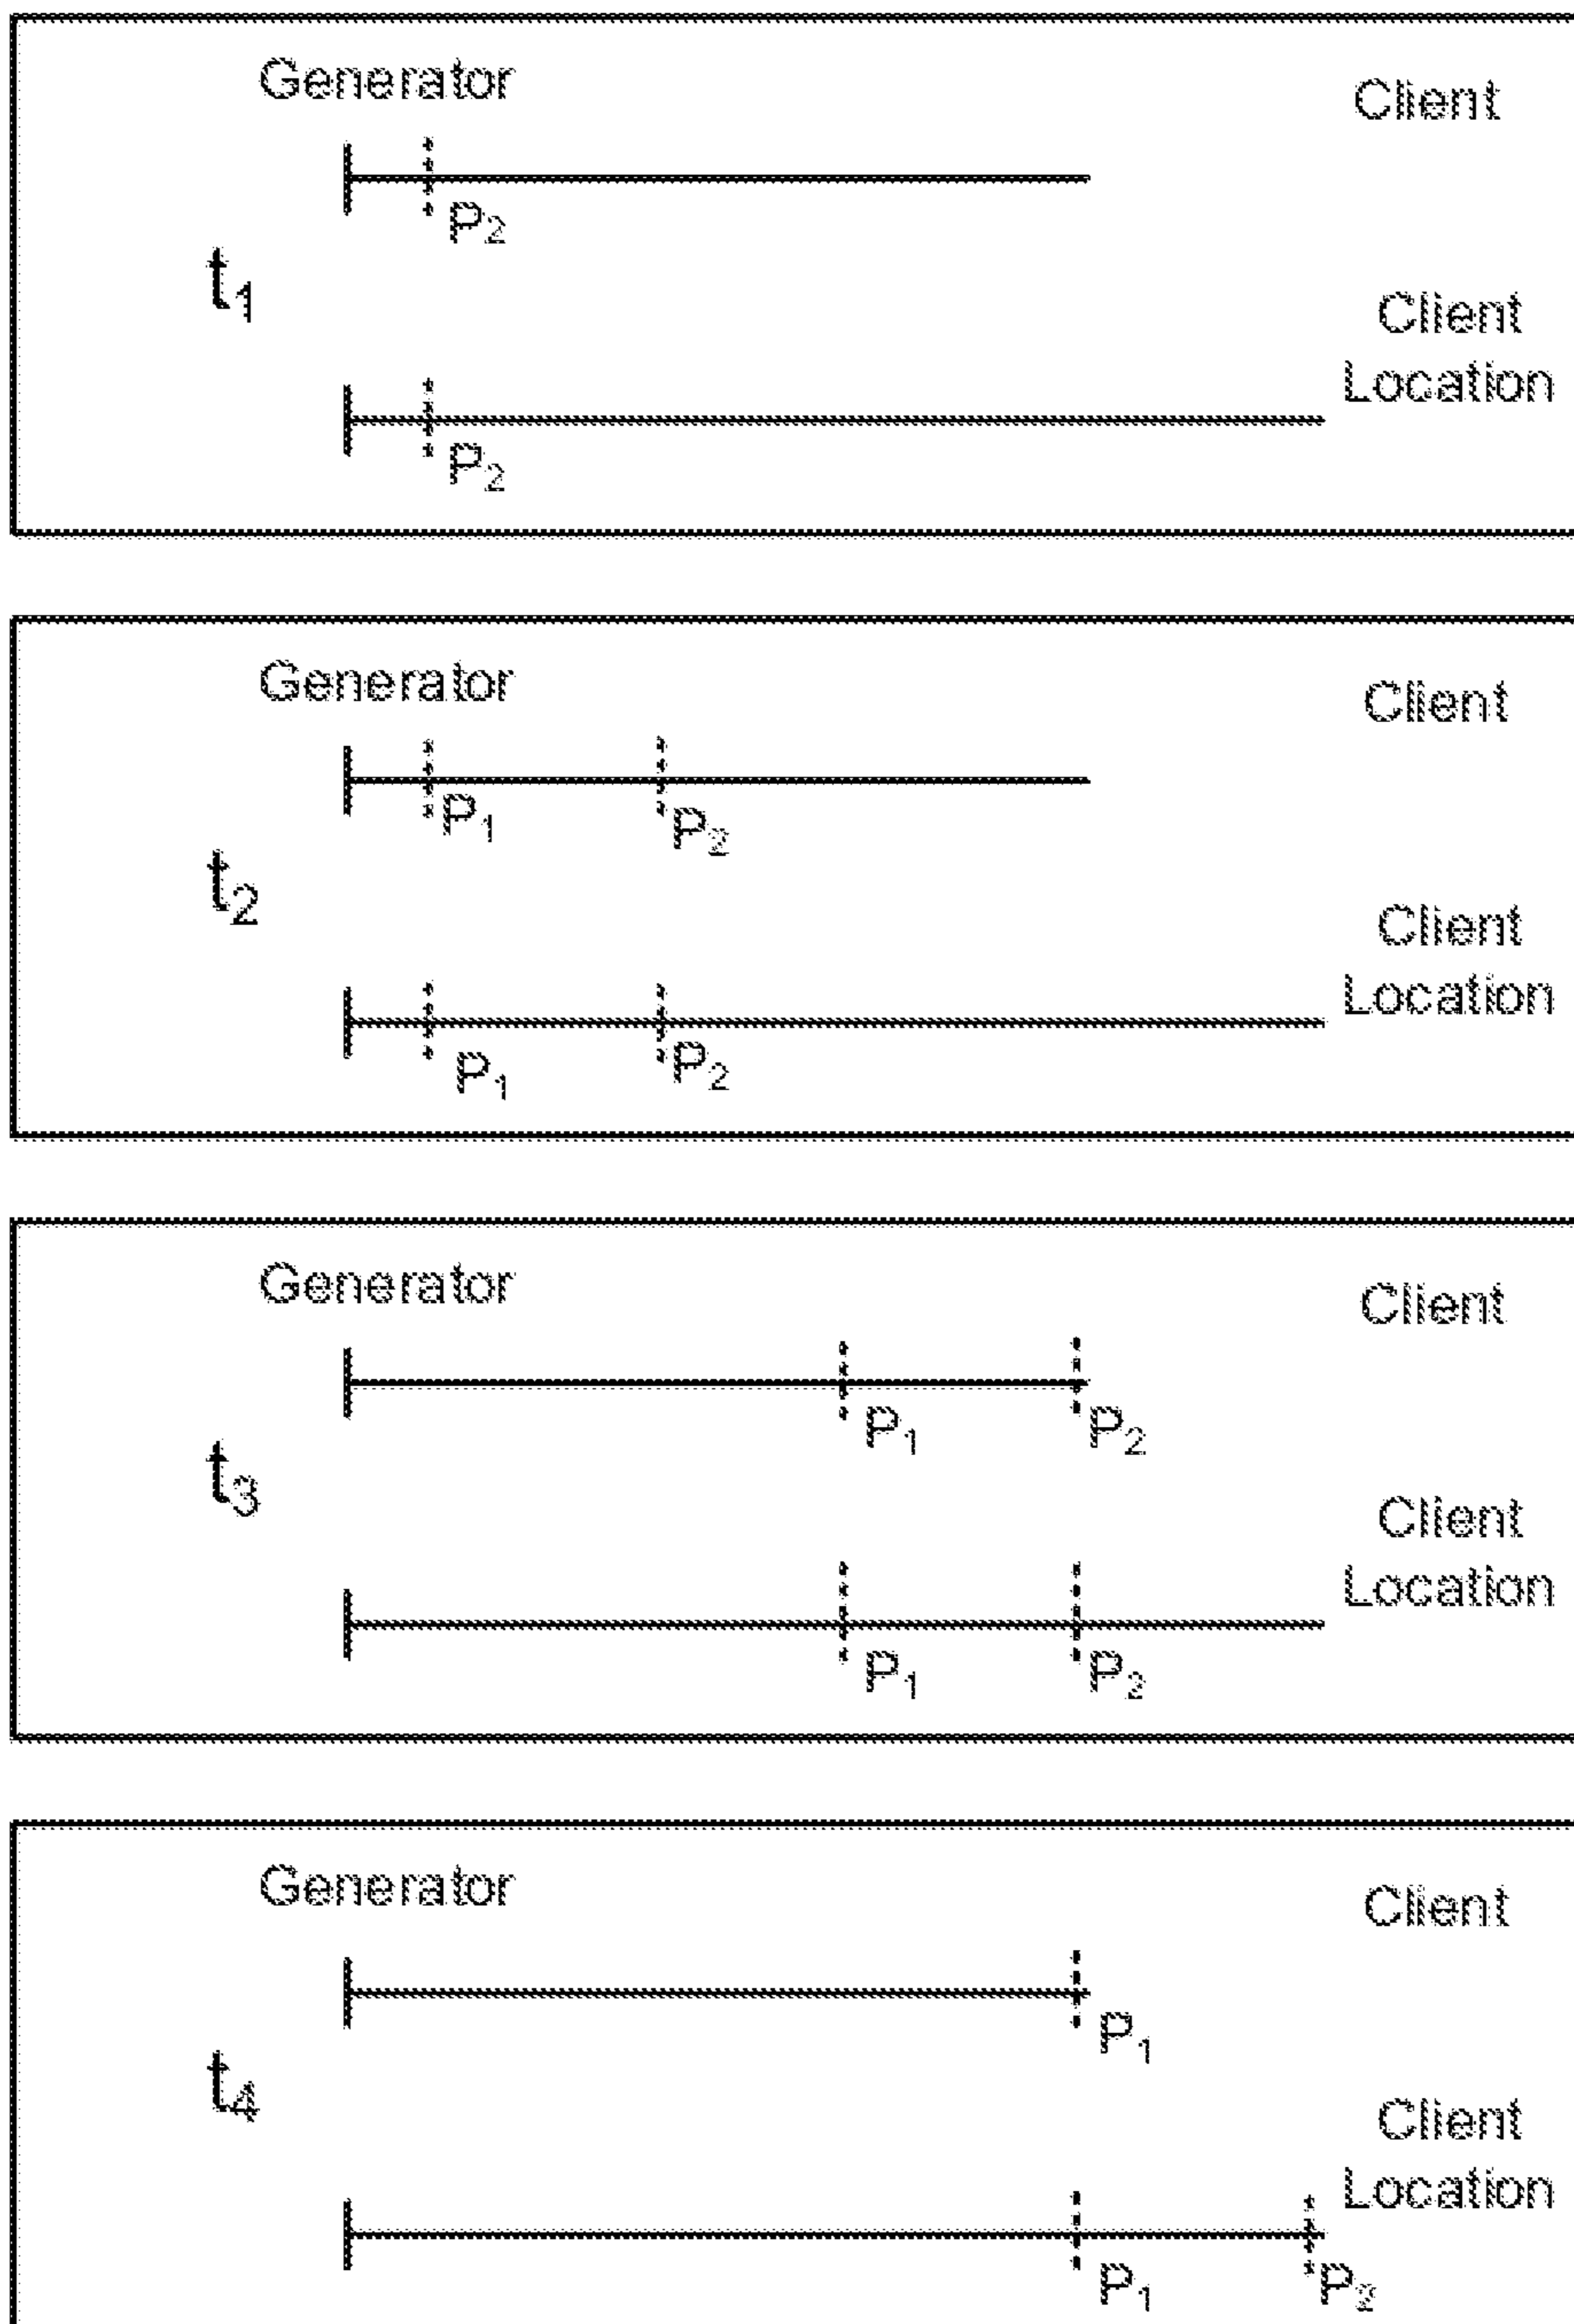 Generator
Client
P₂
t₁
Client
Location
P₂
Generator
Client
P₁ P₂
t₂
Client
Location
P₁ P₂
Generator
Client
P₁ P₂
t₃
Client
Location
P₁ P₂
Generator
Client
P₁
t₄
Client
Location
P₁ P₂